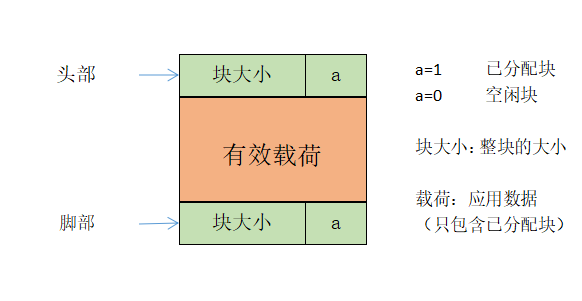 头部
块大小
a
a=1 已分配块
a=0 空闲块
有效载荷
块大小:整块的大小
载荷：应用数据
（只包含已分配块）
脚部
块大小
a